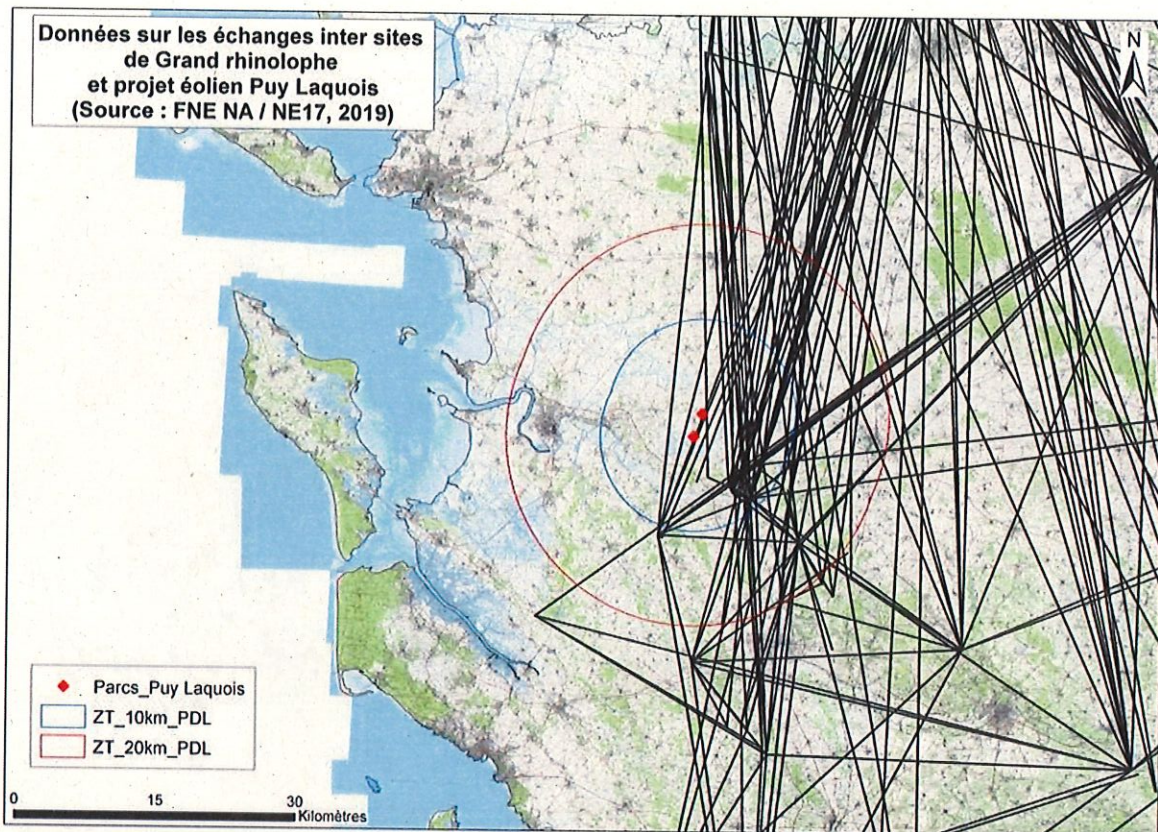 Données sur les échanges inter sites
de Grand rhinolophe
et projet éolien Puy Laquois
(Source : FNE NA / NE17, 2019)
N
Parcs_Puy Laquois
ZT_10km_PDL
ZT_20km_PDL
0 15 30
Kilomètres